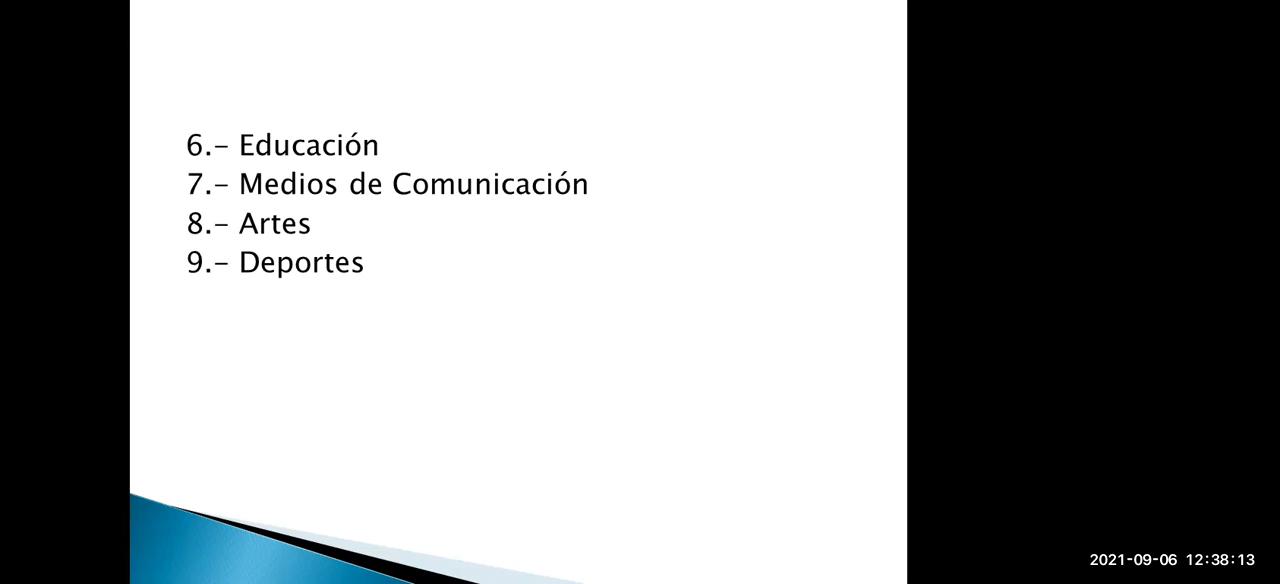 6.- Educación
7.- Medios de Comunicación
8.- Artes
9.- Deportes
2021-09-06 12:38:13